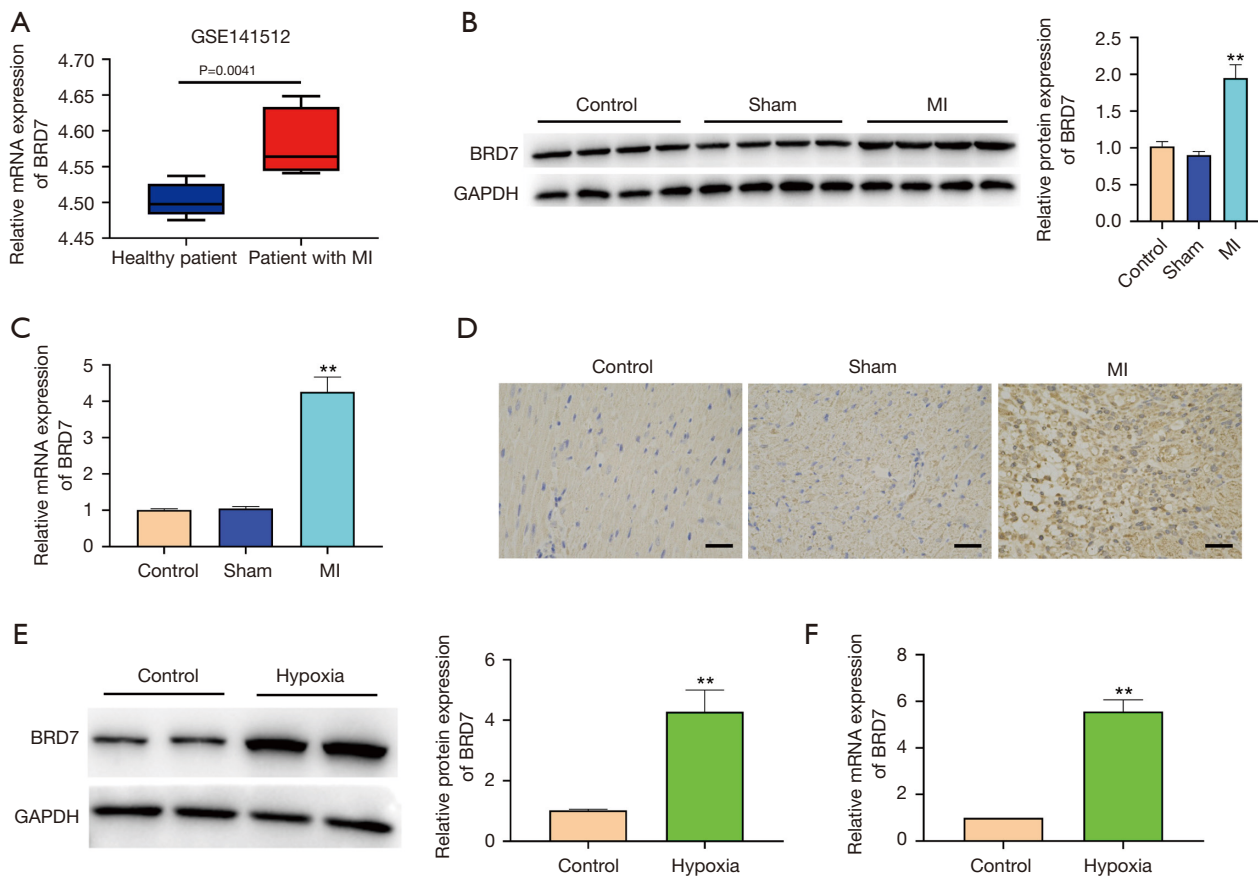 A
GSE141512
Relative mRNA expression
of BRD7
4.70
4.65
4.60
4.55
4.50
4.45
P=0.0041
Healthy patient
Patient with MI
B
Control
Sham
MI
BRD7
GAPDH
Relative protein expression
of BRD7
2.5
2.0
1.5
1.0
0.5
0.0
**
Control
Sham
MI
C
Relative mRNA expression
of BRD7
5
4
3
2
1
0
**
Control
Sham
MI
D
Control
Sham
MI
E
Control
Hypoxia
BRD7
GAPDH
Relative protein expression
of BRD7
6
4
2
0
**
Control
Hypoxia
F
Relative mRNA expression
of BRD7
8
6
4
2
0
**
Control
Hypoxia